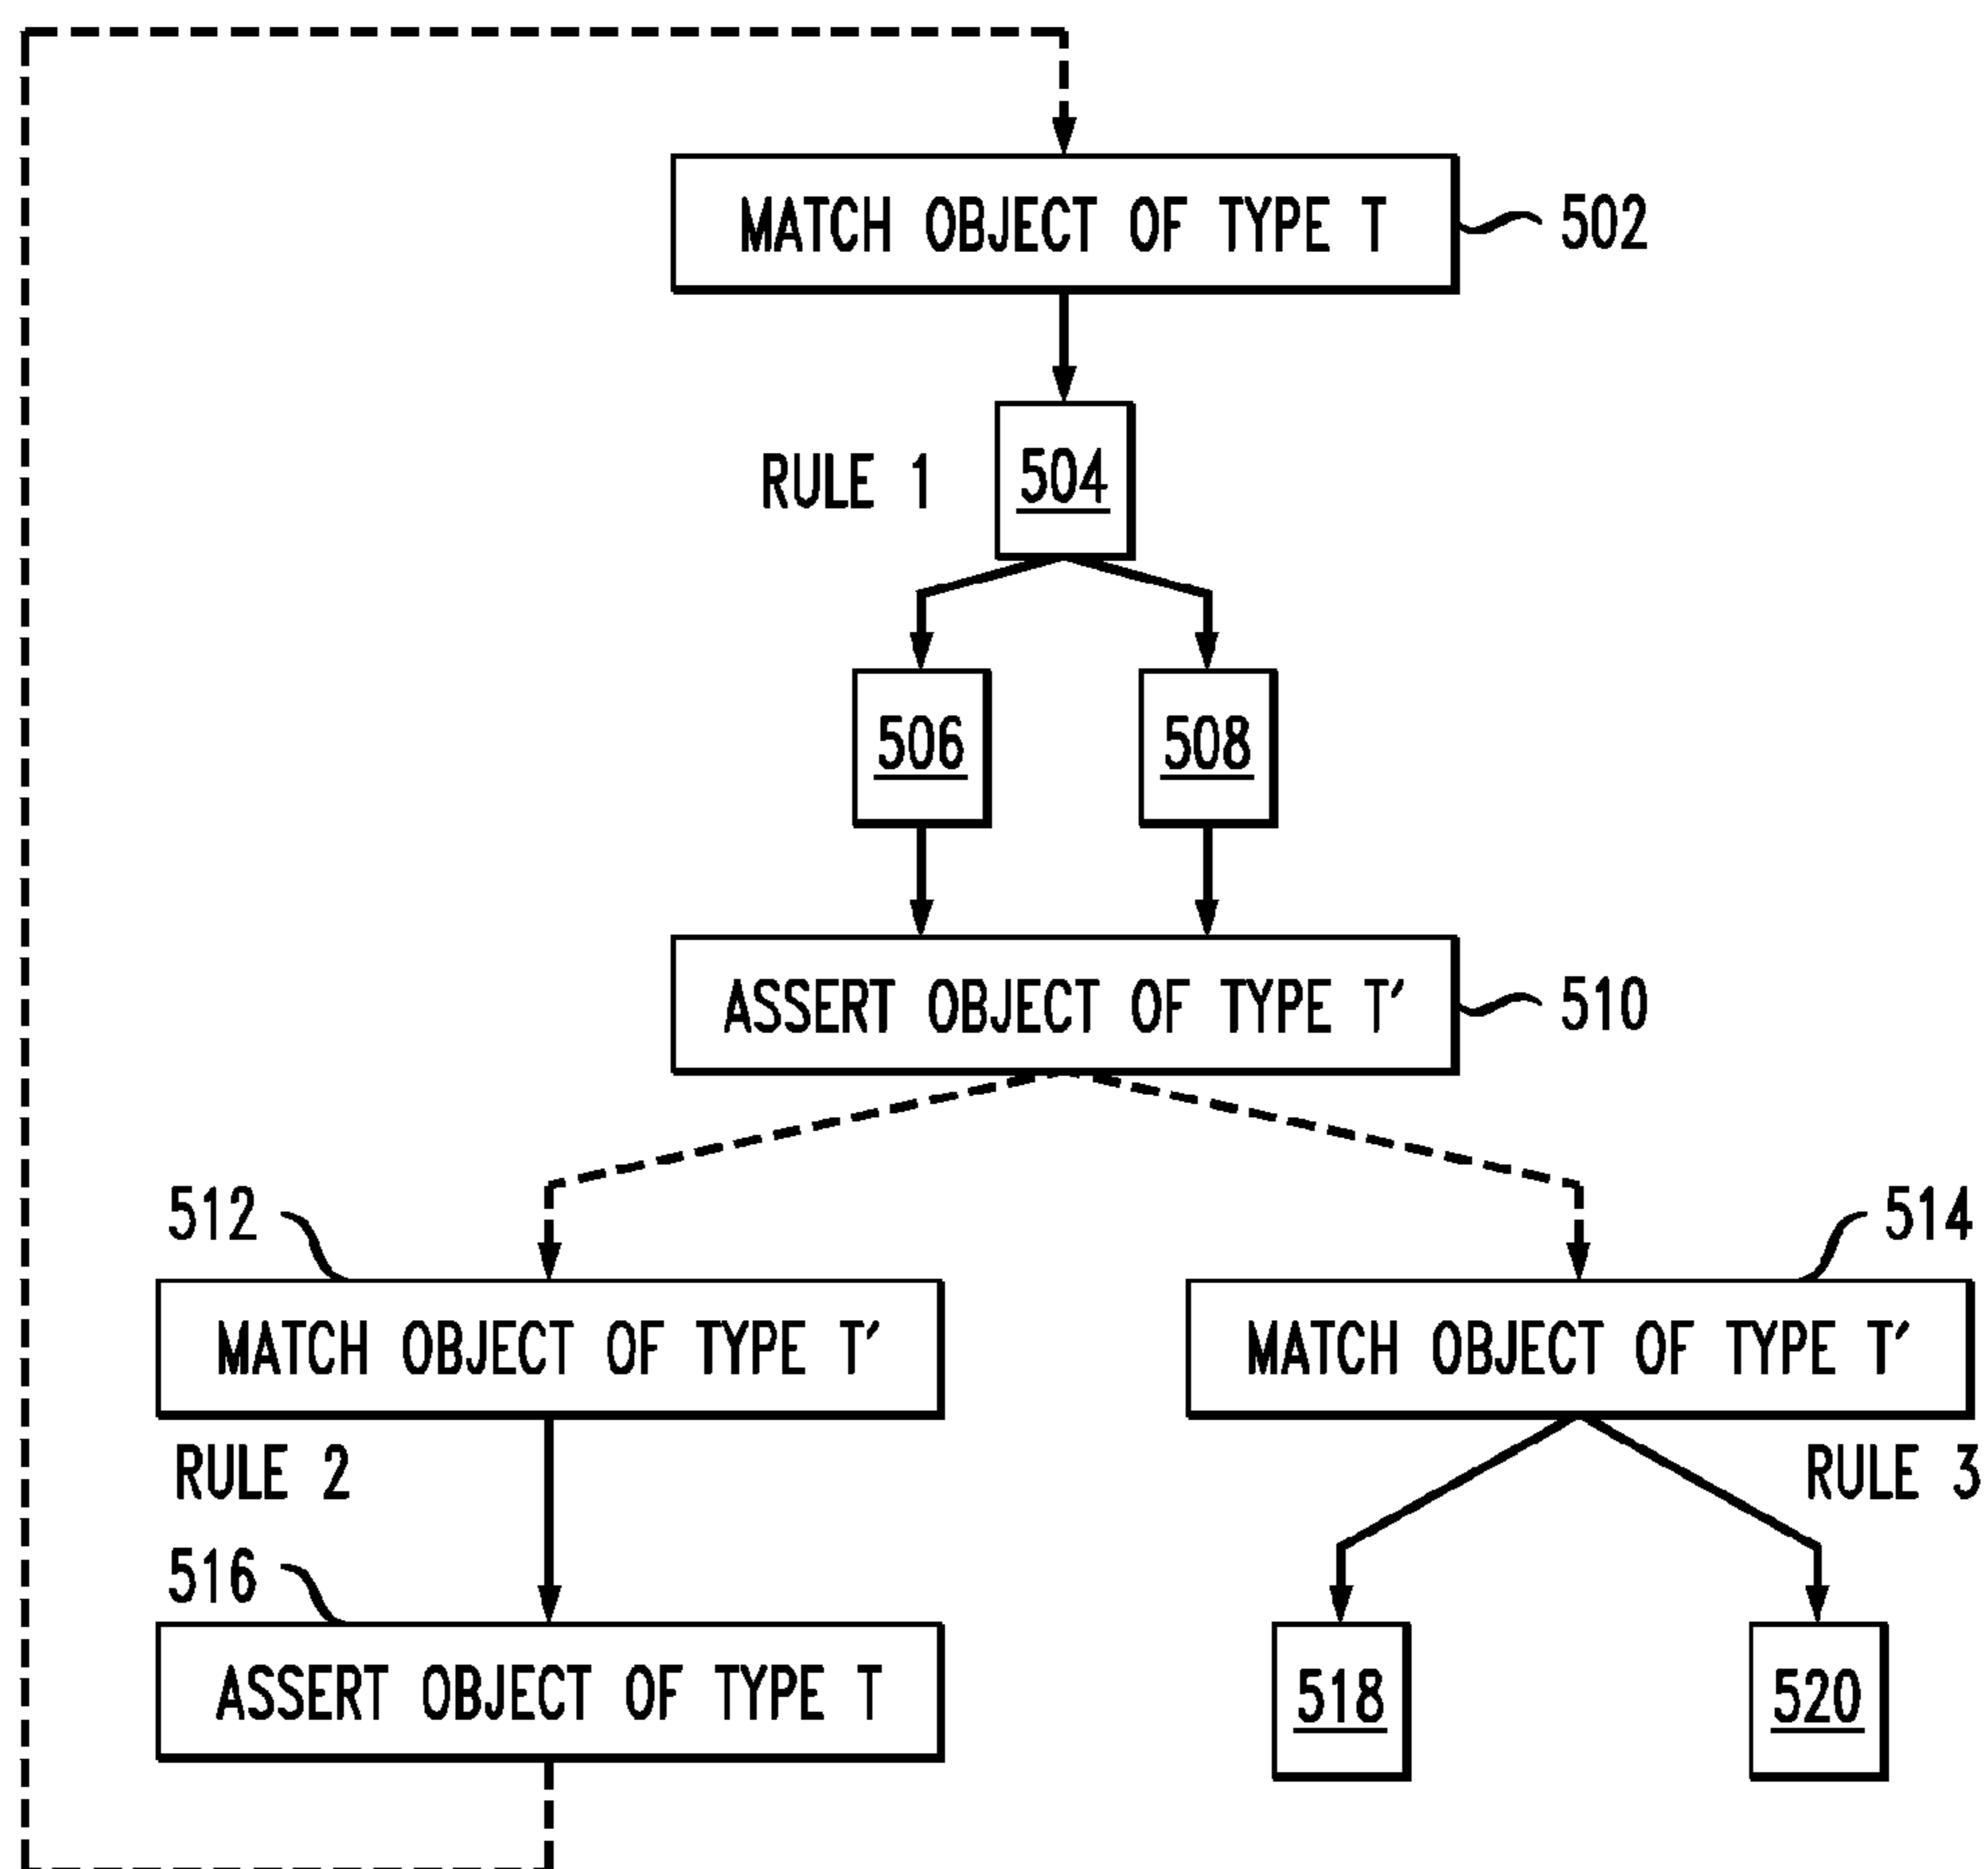 MATCH OBJECT OF TYPE T
502
RULE 1
504
506
508
ASSERT OBJECT OF TYPE T′
510
512
514
MATCH OBJECT OF TYPE T′
MATCH OBJECT OF TYPE T′
RULE 2
RULE 3
516
ASSERT OBJECT OF TYPE T
518
520